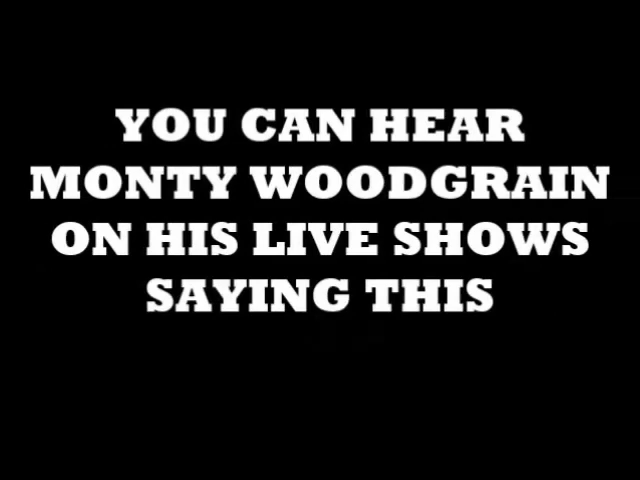 YOU CAN HEAR
MONTY WOODGRAIN
ON HIS LIVE SHOWS
SAYING THIS